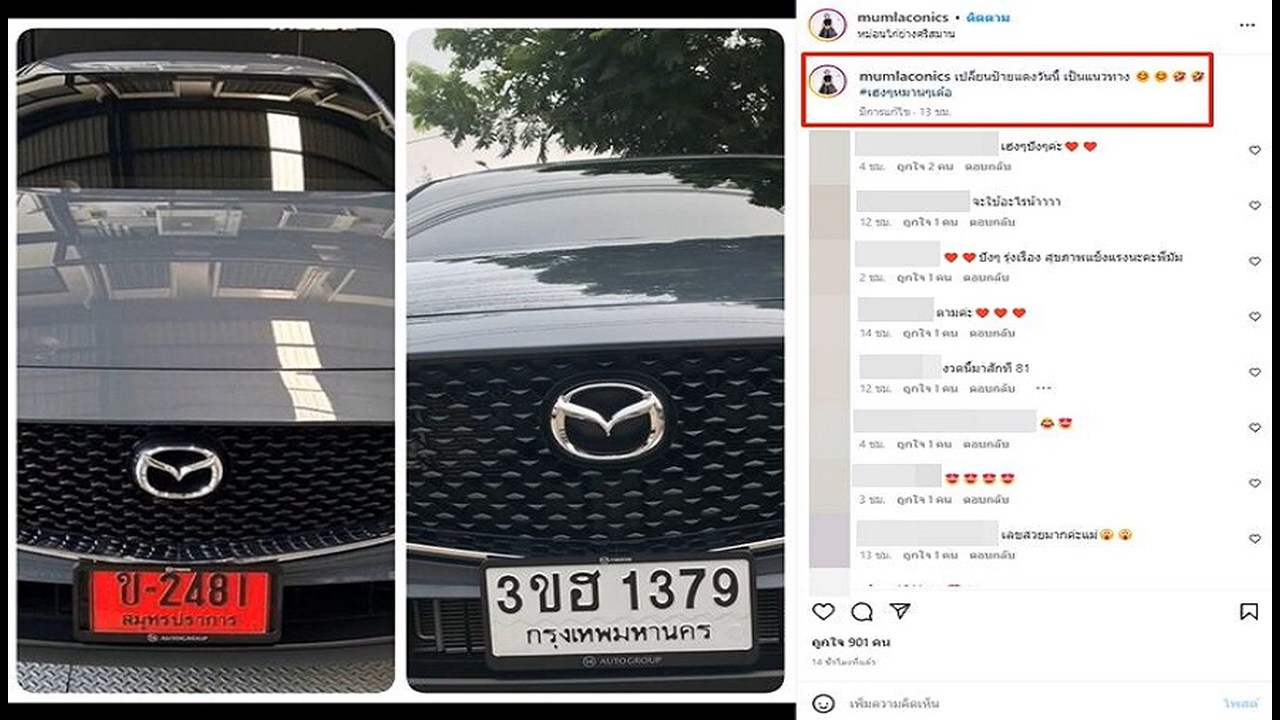 ข-2481
สมุทรปราการ
AUTOGROUP
3ขฮ 1379
กรุงเทพมหานคร
AUTOGROUP
mumlaconics • ติดตาม
หม่อนไก่ย่างศรีสมาน
mumlaconics เปลี่ยนป้ายแดงวันนี้ เป็นแนวทาง 😊 😊 🤣 🤣
#เฮงๆหมานๆเด้อ
มีการแก้ไข · 13 ชม.
เฮงๆปังๆค่ะ❤️ ❤️
4 ชม. ถูกใจ 2 คน ตอบกลับ
จะใช้อะไรน้าาาา
12 ชม. ถูกใจ 1 คน ตอบกลับ
❤️ ❤️ ปังๆ รุ่งเรือง สุขภาพแข็งแรงนะคะพี่มัม
2 ชม. ถูกใจ 1 คน ตอบกลับ
ตามค่ะ❤️ ❤️ ❤️
14 ชม. ถูกใจ 1 คน ตอบกลับ
งวดนี้มาสักที 81
12 ชม. ถูกใจ 1 คน ตอบกลับ
😂 😍
4 ชม. ถูกใจ 1 คน ตอบกลับ
😍 😍 😍 😍
3 ชม. ถูกใจ 1 คน ตอบกลับ
เลขสวยมากค่ะแม่😱 😱
13 ชม. ถูกใจ 1 คน ตอบกลับ
ถูกใจ 901 คน
14 ชั่วโมงที่แล้ว
เพิ่มความคิดเห็น
โพสต์